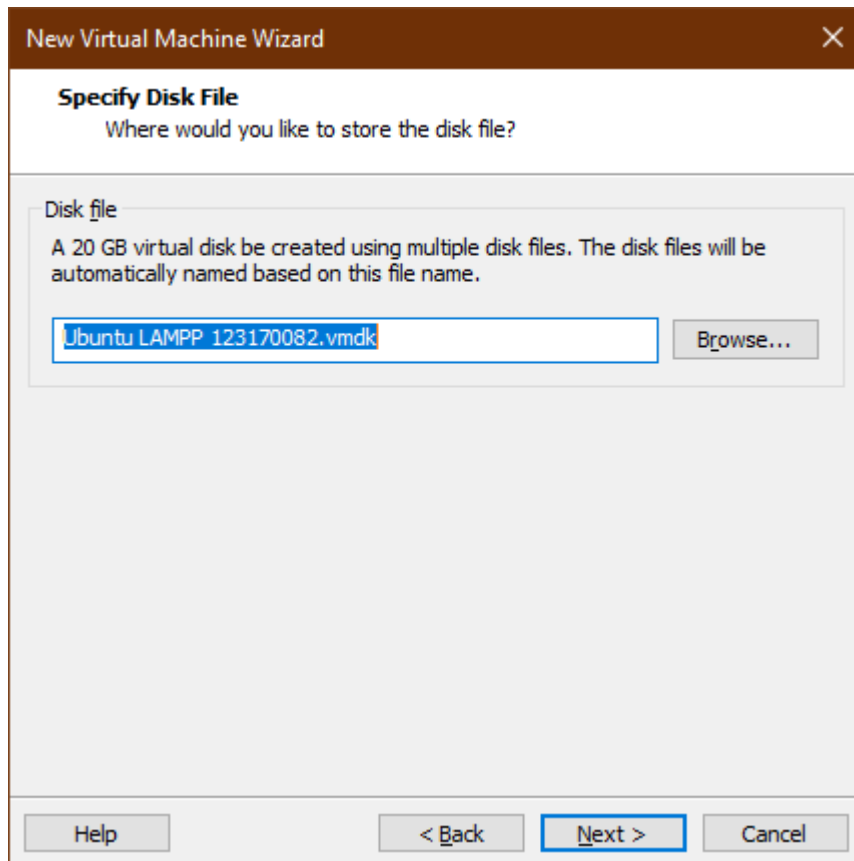 New Virtual Machine Wizard
Specify Disk File
Where would you like to store the disk file?
Disk file
A 20 GB virtual disk be created using multiple disk files. The disk files will be
automatically named based on this file name.
Ubuntu LAMPP 123170082.vmdk
Browse...
Help
< Back
Next >
Cancel